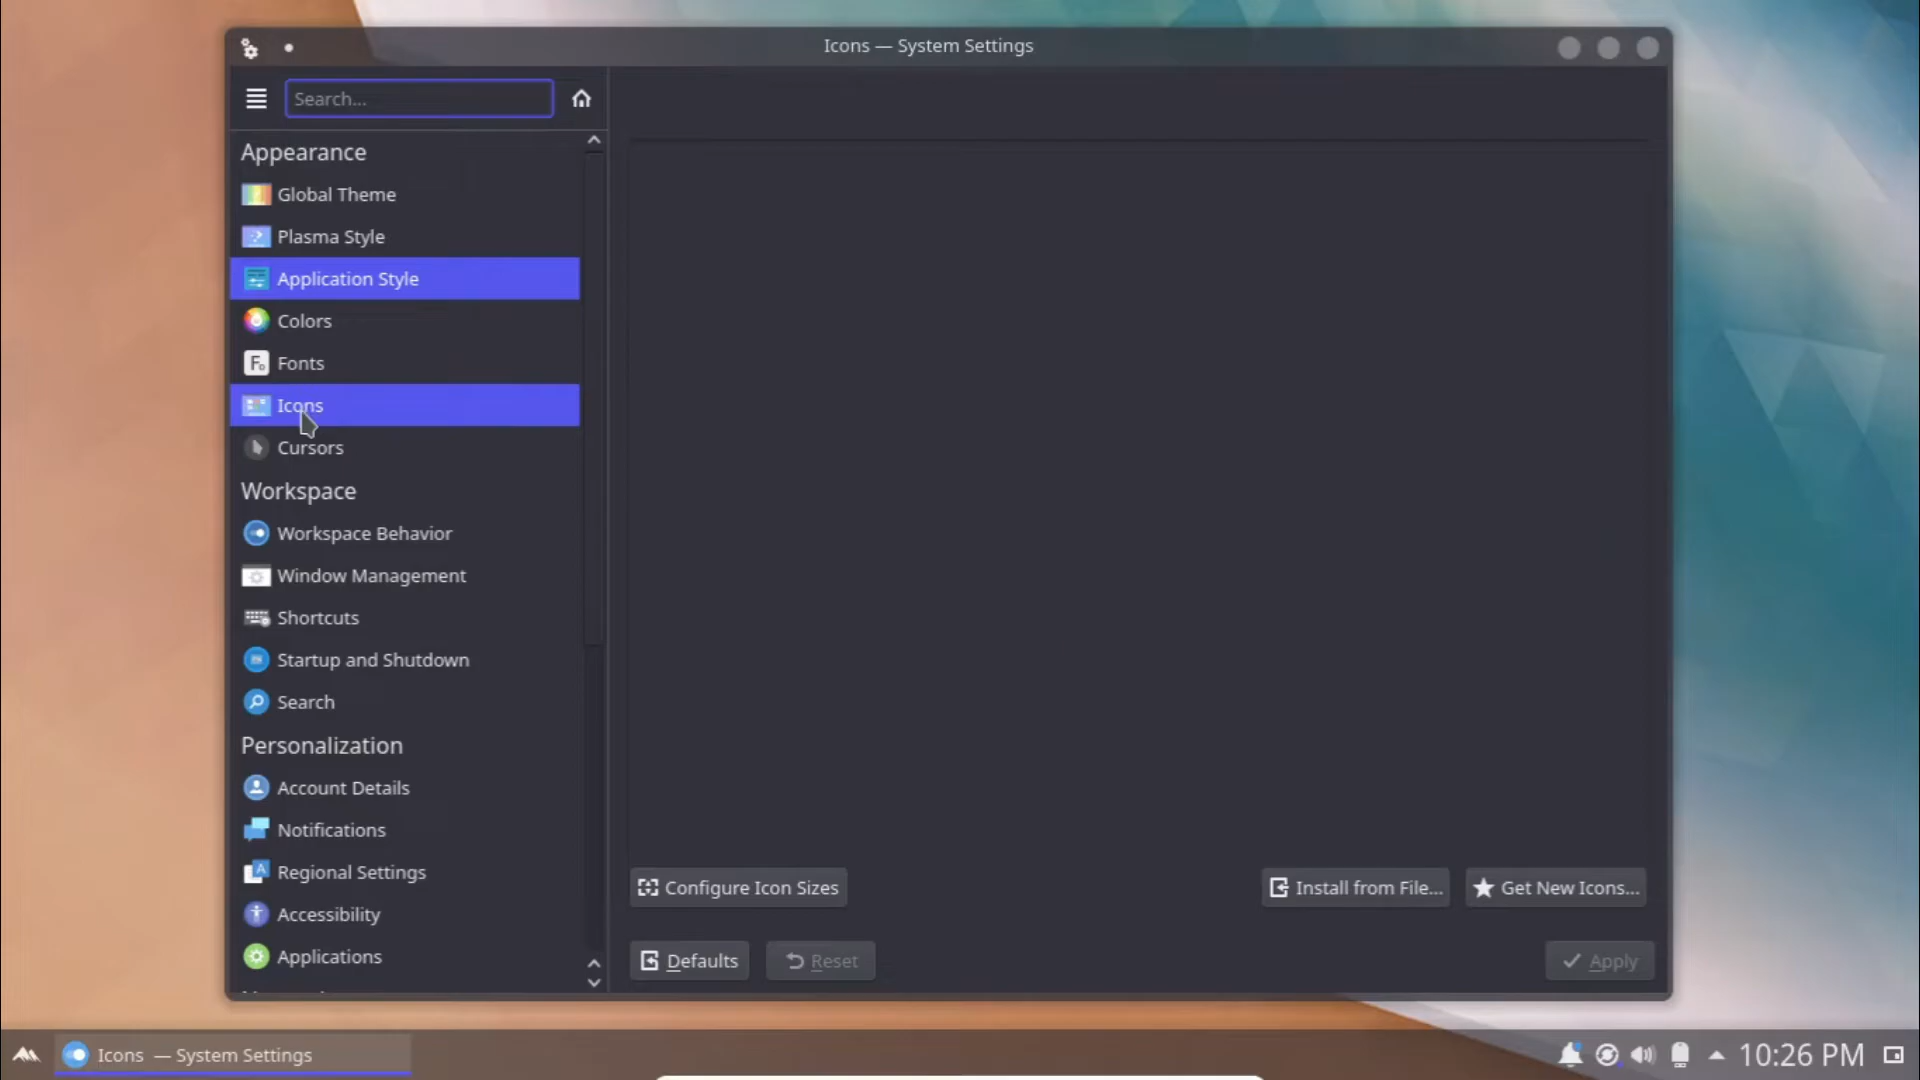 Icons — System Settings
Search...
Appearance
Global Theme
Plasma Style
Application Style
Colors
Fonts
Icons
Cursors
Workspace
Workspace Behavior
Window Management
Shortcuts
Startup and Shutdown
Search
Personalization
Account Details
Notifications
Regional Settings
Accessibility
Applications
Configure Icon Sizes
Install from File...
Get New Icons...
Defaults
Reset
Apply
Icons — System Settings
10:26 PM